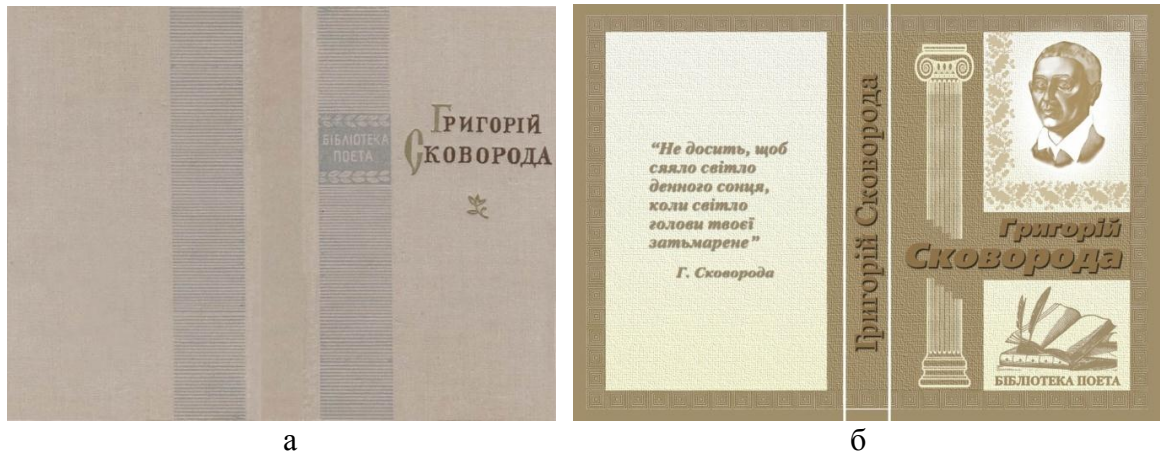 БІБЛІОТЕКА
ПОЕТА
ГРИГОРІЙ
СКОВОРОДА
“Не досить, щоб
сяяло світло
денного сонця,
коли світло
голови твоєї
затьмарене”
Г. Сковорода
Григорій Сковорода
Григорій
Сковорода
БІБЛІОТЕКА ПОЕТА
а
б